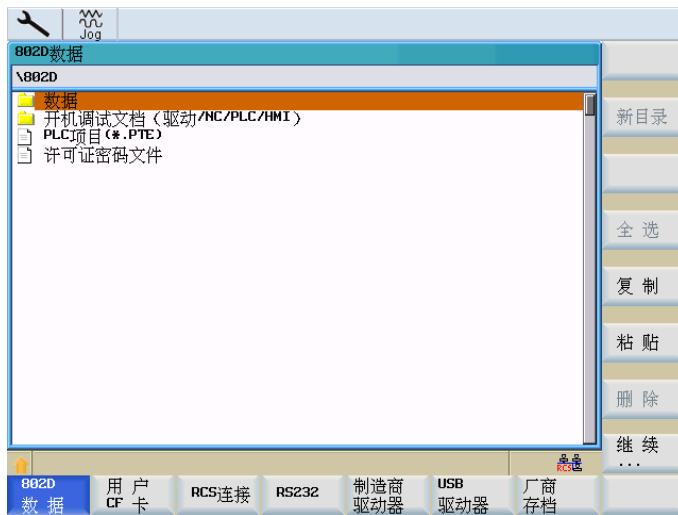 Jog
802D数据
\802D
数据
开机调试文档（驱动/NC/PLC/HMI）
PLC项目(*.PTE)
许可证密码文件
新目录
全选
复制
粘贴
删除
继续
...
RCS
802D
数据
用户
CF卡
RCS连接
RS232
制造商
驱动器
USB
驱动器
厂商
存档